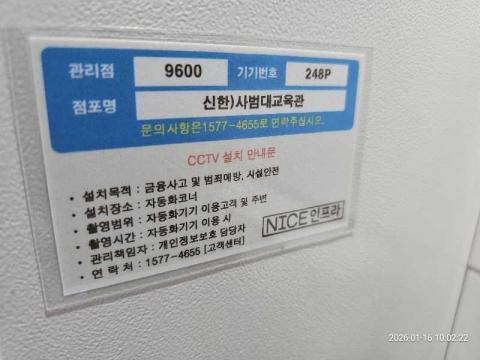 관리점 9600 기기번호 248P
점포명 신한)사범대교육관
문의사항은1577-4655로 연락주십시오.
CCTV 설치 안내문
• 설치목적 : 금융사고 및 범죄예방, 시설안전
• 설치장소 : 자동화코너
• 촬영범위 : 자동화기기 이용고객 및 주변
• 촬영시간 : 자동화기기 이용 시
• 관리책임자 : 개인정보보호 담당자
• 연 락 처 : 1577-4655 [고객센터]
NICE인프라
2026-01-16 10:02:22